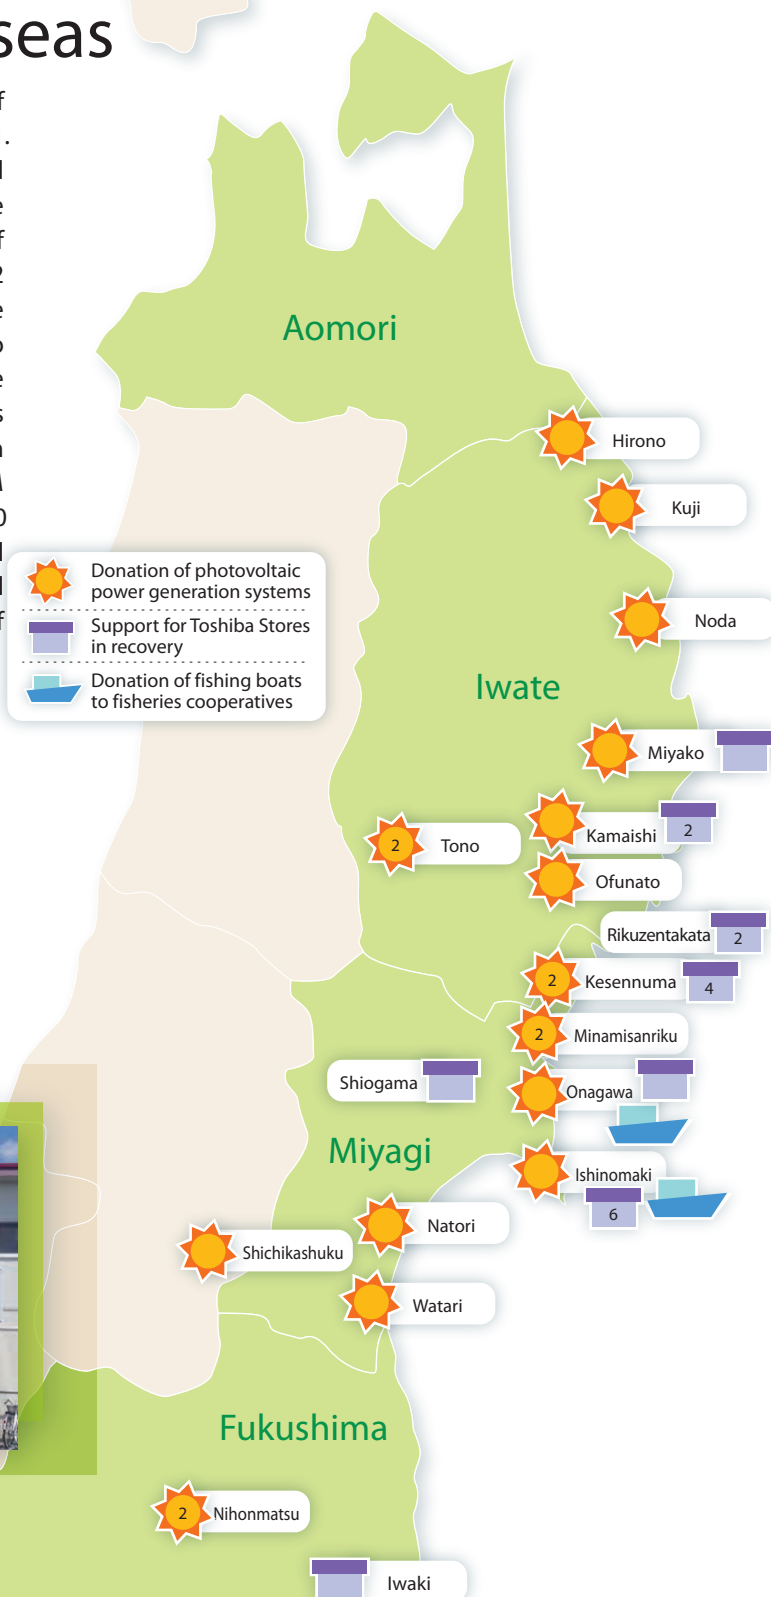 seas
f
.
l
e
f
2
e
o
e
s
n
0
l
l
f
Aomori
Hirono
Kuji
Donation of photovoltaic
power generation systems
Support for Toshiba Stores
in recovery
Donation of fishing boats
to fisheries cooperatives
Noda
Iwate
Miyako
Kamaishi 2
2 Tono
Ofunato
Rikuzentakata 2
2 Kesennuma 4
2 Minamisanriku
Shiogama
Onagawa
Miyagi
Ishinomaki
6
Natori
Shichikashuku
Watari
Fukushima
2 Nihonmatsu
Iwaki